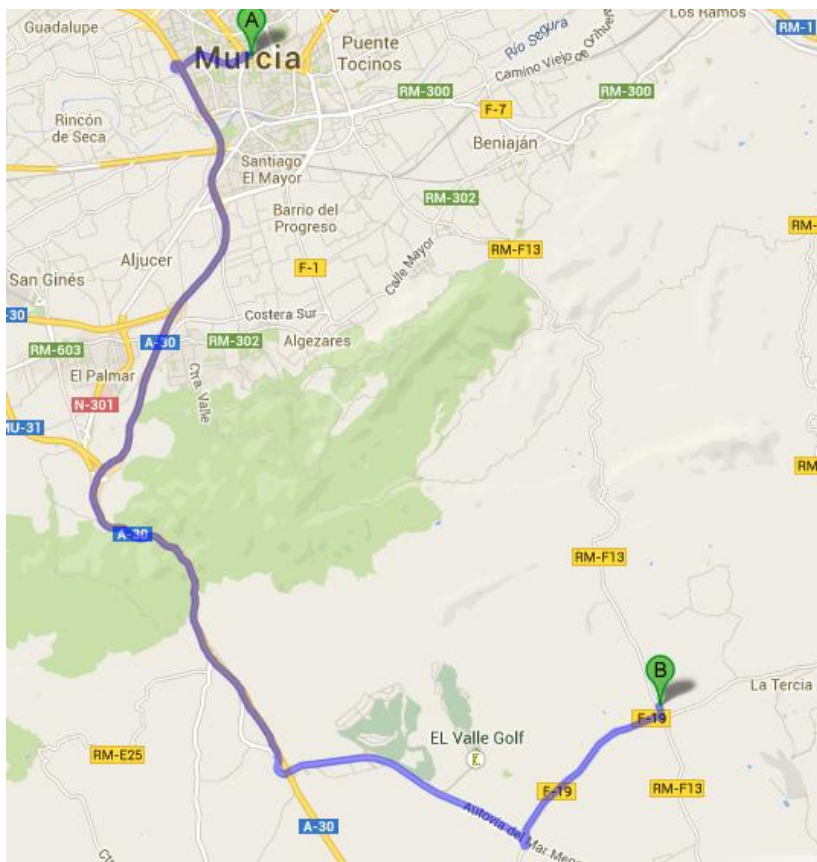 Guadalupe
A
Murcia
Puente
Tocinos
Río Segura
Camino Viejo de Orihuela
Los Ramos
RM-1
RM-300
RM-300
F-7
Rincón
de Seca
Beniaján
Santiago
El Mayor
RM-302
Barrio del
Progreso
RM-F13
Aljucer
F-1
Calle Mayor
San Ginés
-30
Costera Sur
A-30
RM-302
Algezares
RM-603
El Palmar
Ctra. Valle
N-301
MU-31
RM
A-30
RM-F13
B
La Tercia
F-19
EL Valle Golf
RM-E25
F-19
RM-F13
A-30
Autovía del Mar Men
Ctr